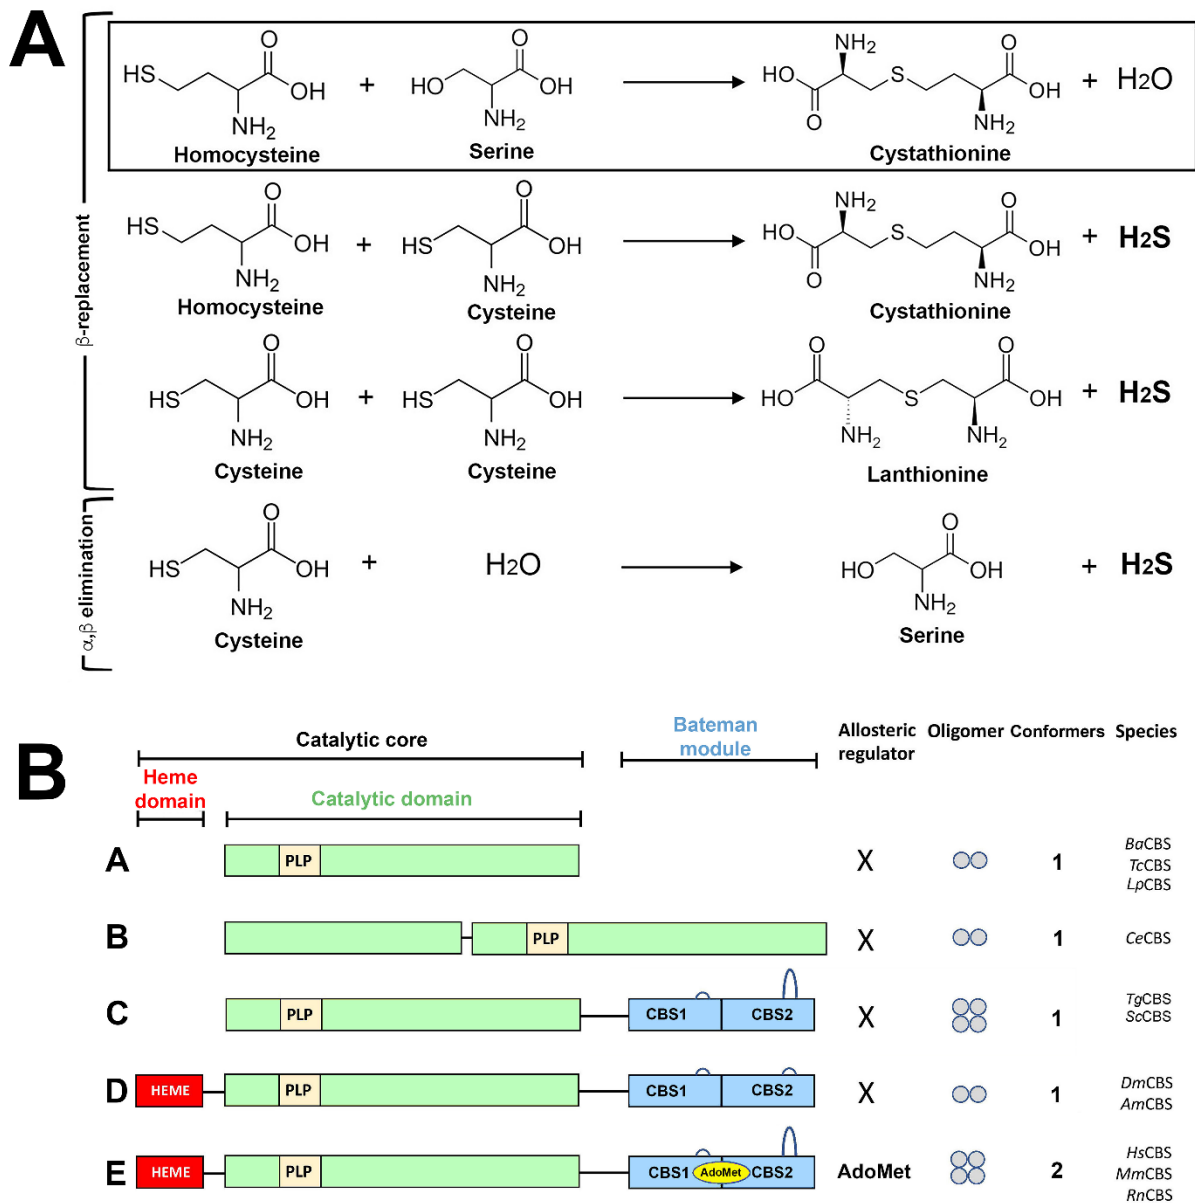 A
β-replacement
α,β elimination
HS O OH NH2 + HO O OH NH2 HO O NH2 S O OH NH2 + H2O
Homocysteine Serine Cystathionine
HS O OH NH2 + HS O OH NH2 HO O NH2 S O OH NH2 + H2S
Homocysteine Cysteine Cystathionine
HS O OH NH2 + HS O OH NH2 HO O NH2 S O OH NH2 + H2S
Cysteine Cysteine Lanthionine
HS O OH NH2 + H2O HO O OH NH2 + H2S
Cysteine Serine
B
Catalytic core
Bateman module
Allosteric regulator
Oligomer
Conformers
Species
Heme domain
Catalytic domain
A PLP X 1
BaCBS
TcCBS
LpCBS
B PLP X 1 CeCBS
C PLP CBS1 CBS2 X 1
TgCBS
ScCBS
D HEME PLP CBS1 CBS2 X 1
DmCBS
AmCBS
E HEME PLP CBS1 AdoMet CBS2 AdoMet 2
HsCBS
MmCBS
RnCBS